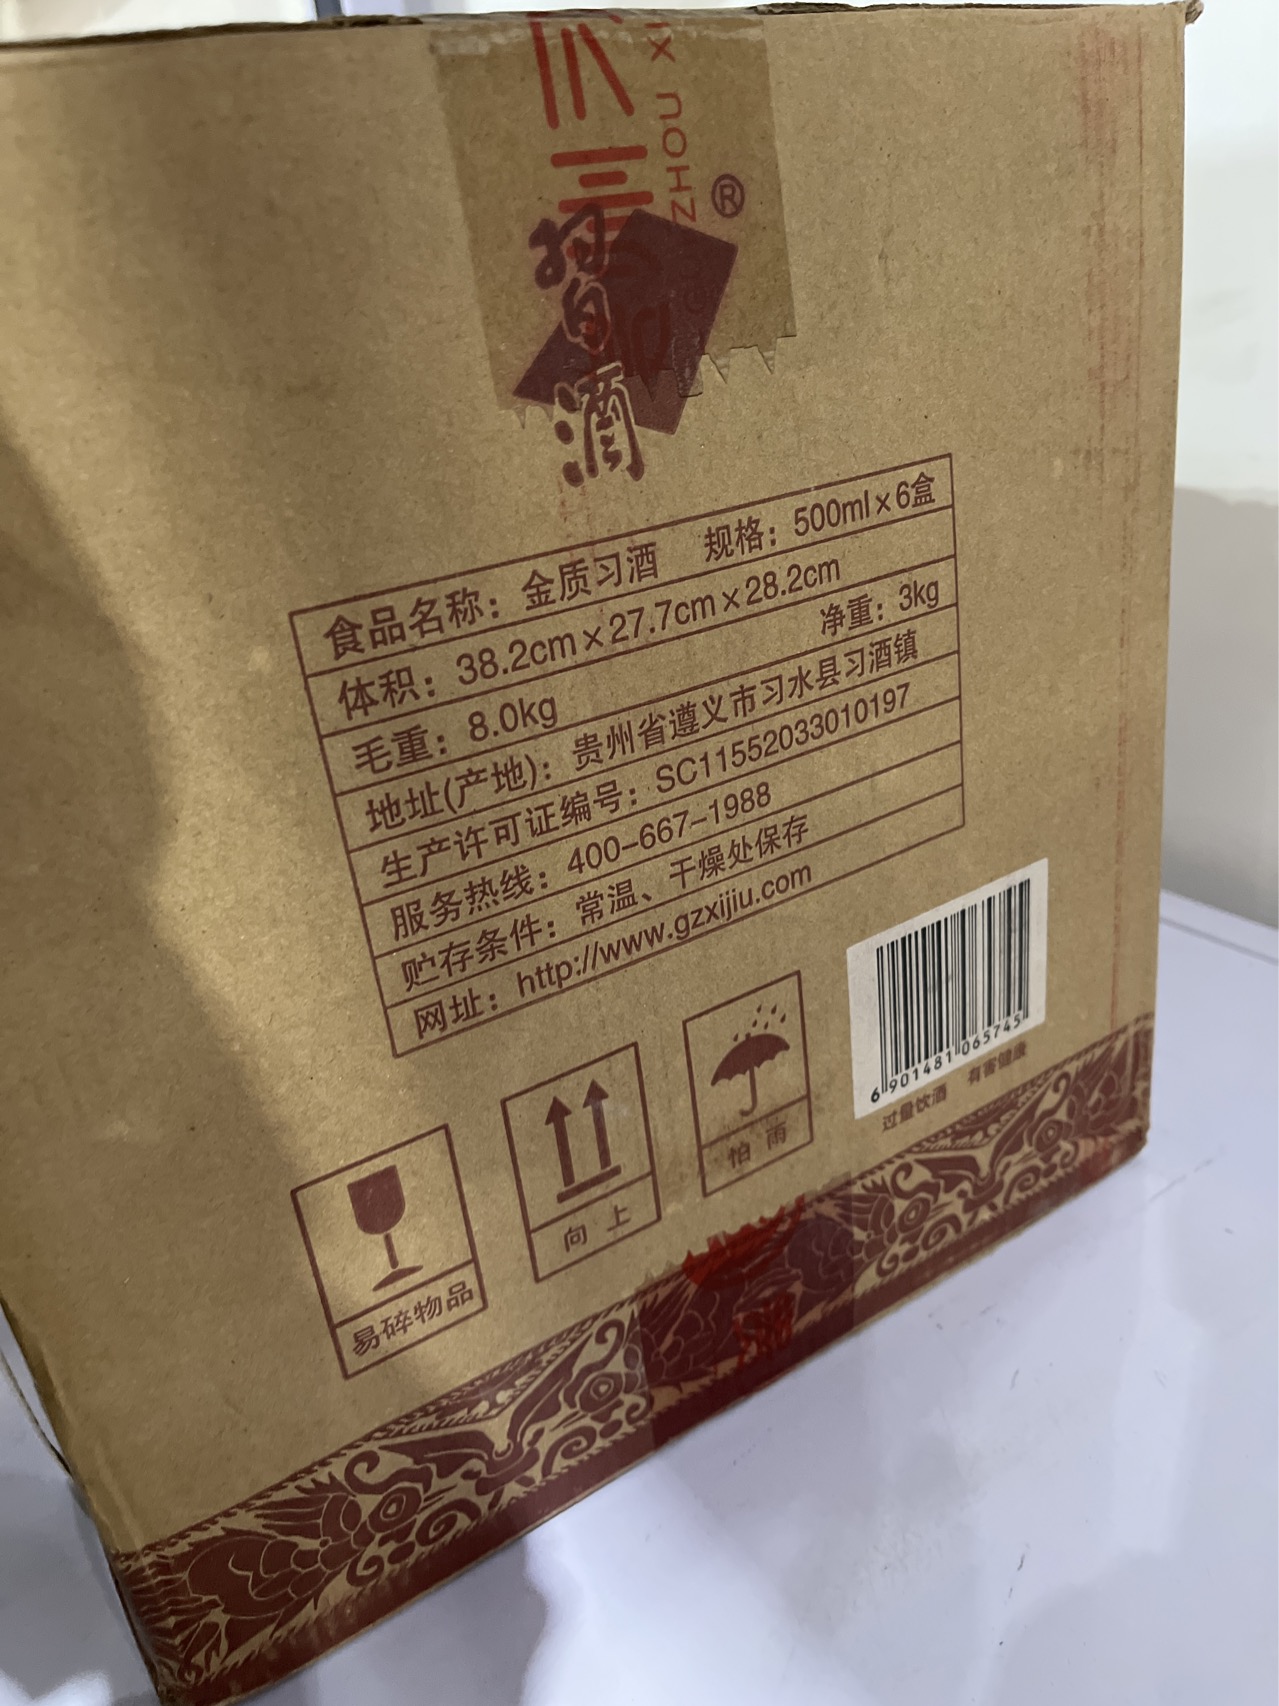 ®
習
酒
食品名称：金质习酒 规格：500ml×6盒
体积：38.2cm×27.7cm×28.2cm
毛重：8.0kg 净重：3kg
地址(产地)：贵州省遵义市习水县习酒镇
生产许可证编号：SC11552033010197
服务热线：400-667-1988
贮存条件：常温、干燥处保存
网址：http://www.gzxijiu.com
6 901481 065745
过量饮酒 有害健康
易碎物品
向上
怕雨